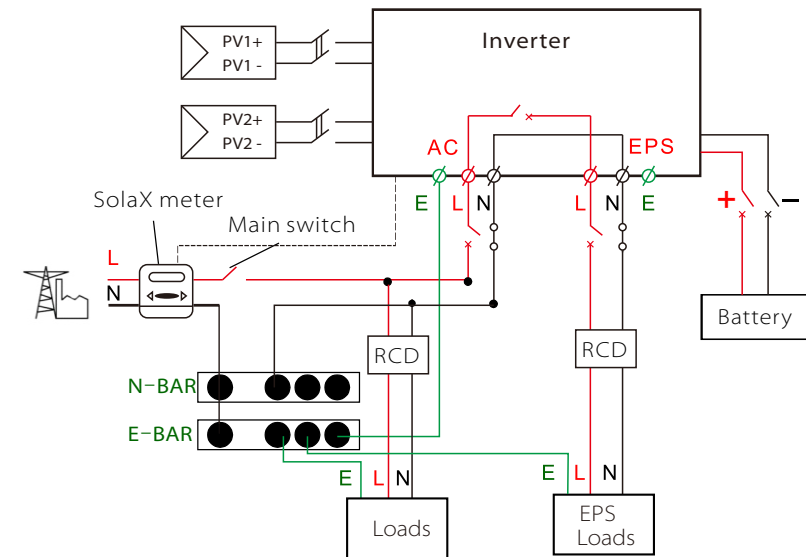 PV1+
PV1 -
Inverter
PV2+
PV2 -
AC
EPS
E
L
N
L
N
E
SolaX meter
Main switch
L
N
+
−
Battery
RCD
RCD
N-BAR
E-BAR
E
L
N
E
L
N
Loads
EPS
Loads